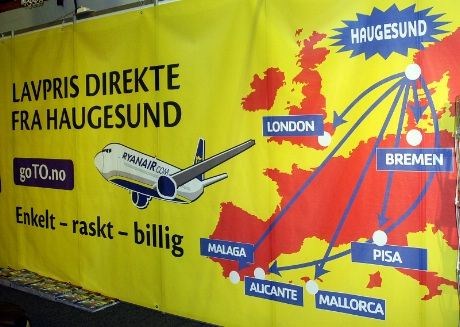 LAVPRIS DIREKTE
FRA HAUGESUND
goTO.no
RYANAIR.COM
Enkelt – raskt – billig
HAUGESUND
LONDON
BREMEN
MALAGA
PISA
ALICANTE
MALLORCA